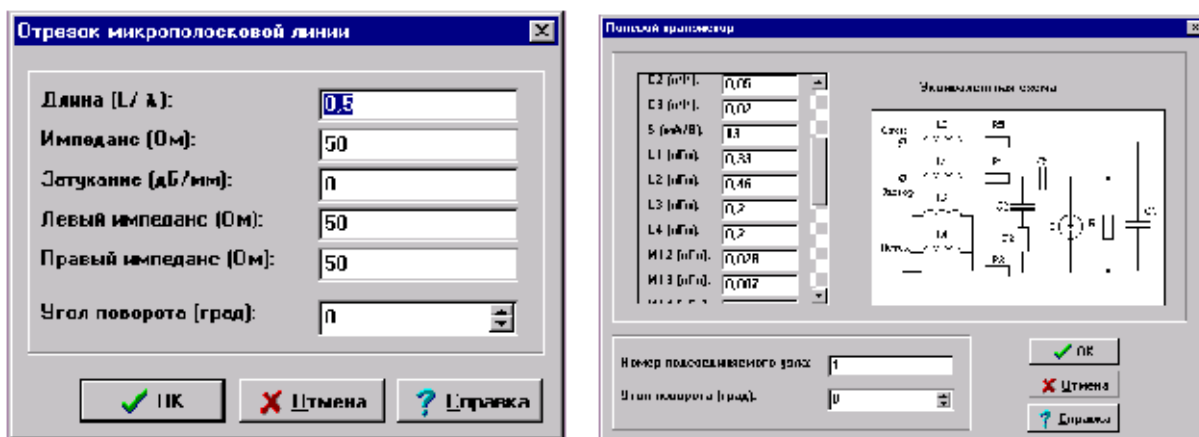 Отрезок микрополосковой линии
Длина (L/ λ):
0,5
Импеданс (Ом):
50
Затухание (дБ/мм):
0
Левый импеданс (Ом):
50
Правый импеданс (Ом):
50
Угол поворота (град):
0
OK
Отмена
Справка
Полевой транзистор
C2 (пФ).
0,05
C3 (пФ).
0,02
S (мА/В).
L1 (нГн).
0,33
L2 (нГн).
0,46
L3 (нГн).
0,2
L4 (нГн).
0,2
M12 (нГн).
0,028
M13 (нГн).
0,007
Эквивалентная схема
Сток
Затвор
Исток
Номер подсоединяемого узла:
1
Угол поворота (град).
0
OK
Отмена
Справка